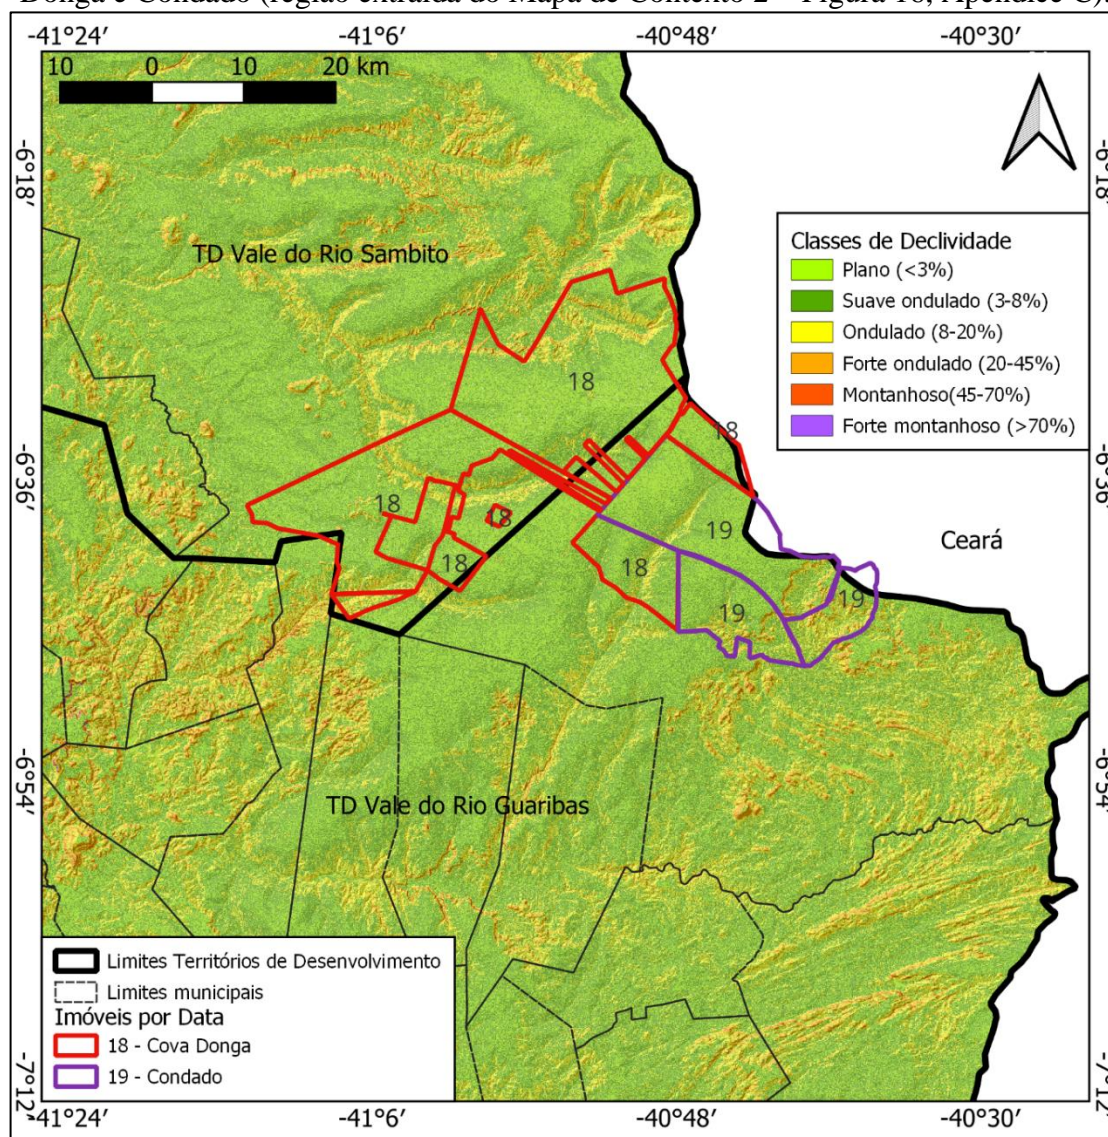 Donga e Condado (região extraída do Mapa de Contexto 2 – Figura 18, Apêndice C).
-41°24′ -41°6′ -40°48′ -40°30′
10 0 10 20 km
-6°18′ -6°18′
TD Vale do Rio Sambito
Classes de Declividade
Plano (<3%)
Suave ondulado (3-8%)
Ondulado (8-20%)
Forte ondulado (20-45%)
Montanhoso(45-70%)
Forte montanhoso (>70%)
18
18
-6°36′ -6°36′
18
18
19
Ceará
18
18
19
19
-6°54′ -6°54′
TD Vale do Rio Guaribas
Limites Territórios de Desenvolvimento
Limites municipais
Imóveis por Data
18 - Cova Donga
19 - Condado
-7°12′ -7°12′
-41°24′ -41°6′ -40°48′ -40°30′